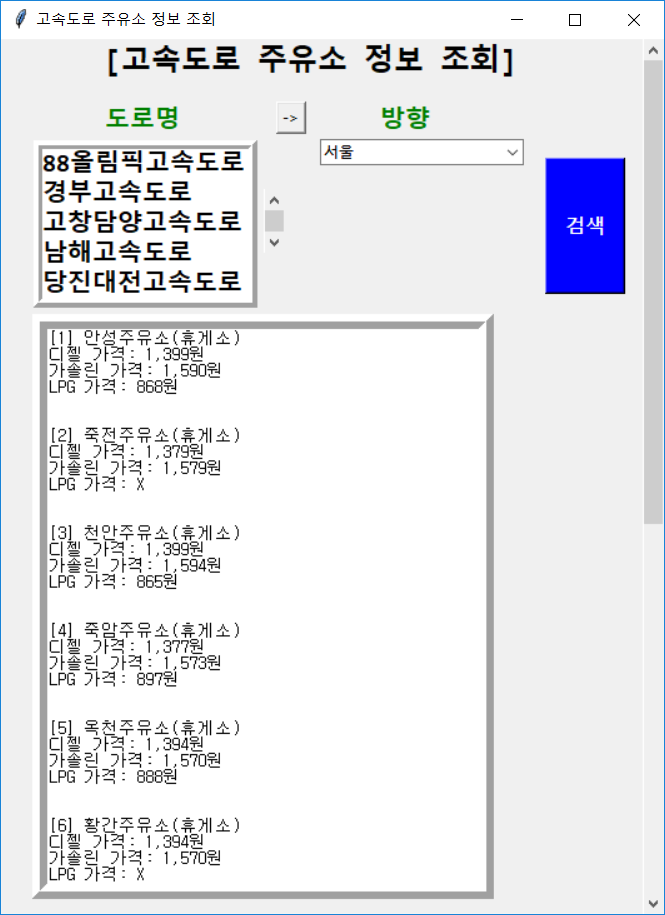 고속도로 주유소 정보 조회
[고속도로 주유소 정보 조회]
도로명
->
방향
88올림픽고속도로
경부고속도로
고창담양고속도로
남해고속도로
당진대전고속도로
서울
검색
[1] 안성주유소(휴게소)
디젤 가격: 1,399원
가솔린 가격: 1,590원
LPG 가격: 868원
[2] 죽전주유소(휴게소)
디젤 가격: 1,379원
가솔린 가격: 1,579원
LPG 가격: X
[3] 천안주유소(휴게소)
디젤 가격: 1,399원
가솔린 가격: 1,594원
LPG 가격: 865원
[4] 죽암주유소(휴게소)
디젤 가격: 1,377원
가솔린 가격: 1,573원
LPG 가격: 897원
[5] 옥천주유소(휴게소)
디젤 가격: 1,394원
가솔린 가격: 1,570원
LPG 가격: 888원
[6] 황간주유소(휴게소)
디젤 가격: 1,394원
가솔린 가격: 1,570원
LPG 가격: X